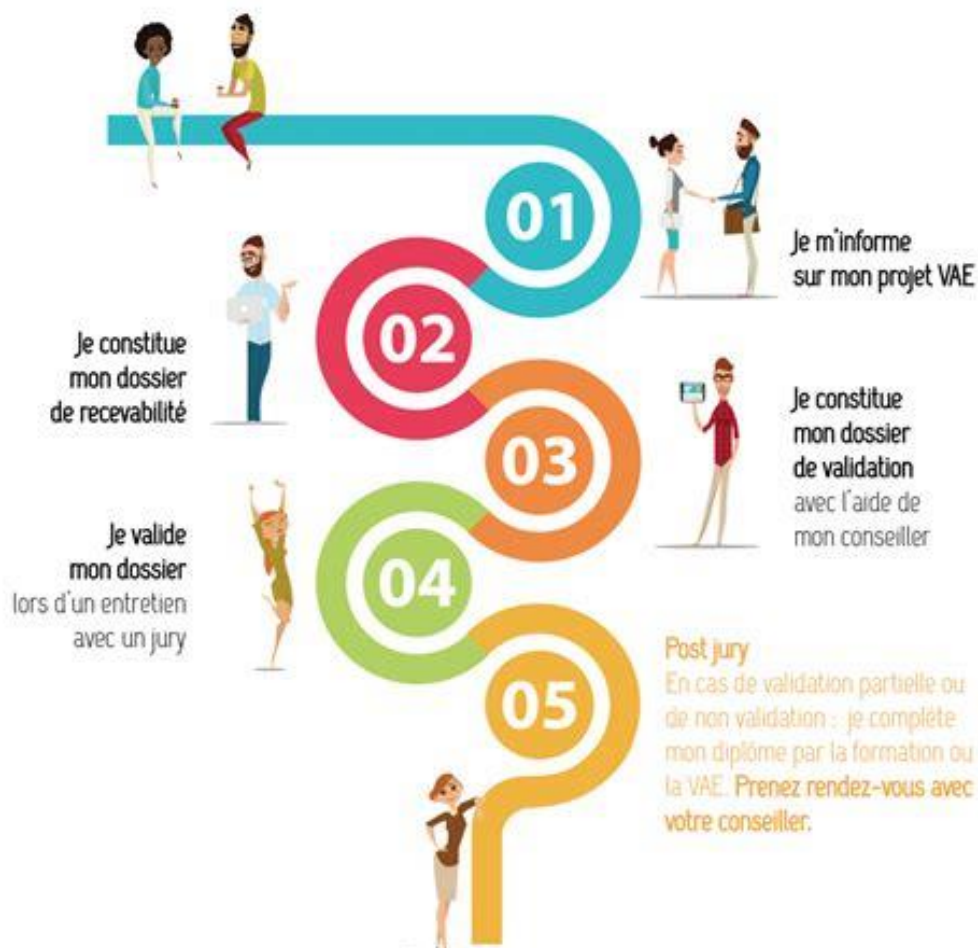 01
Je m'informe
sur mon projet VAE
02
Je constitue
mon dossier
de recevabilité
03
Je constitue
mon dossier
de validation
avec l'aide de
mon conseiller
04
Je valide
mon dossier
lors d'un entretien
avec un jury
05
Post jury
En cas de validation partielle ou
de non validation : je complète
mon diplôme par la formation ou
la VAE. Prenez rendez-vous avec
votre conseiller.